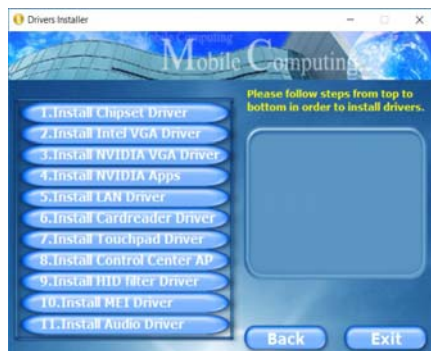 Drivers Installer
Mobile Computing
Mobile Computing
Please follow steps from top to
bottom in order to install drivers.
1.Install Chipset Driver
2.Install Intel VGA Driver
3.Install NVIDIA VGA Driver
4.Install NVIDIA Apps
5.Install LAN Driver
6.Install Cardreader Driver
7.Install Touchpad Driver
8.Install Control Center AP
9.Install HID filter Driver
10.Install MEI Driver
11.Install Audio Driver
Back
Exit